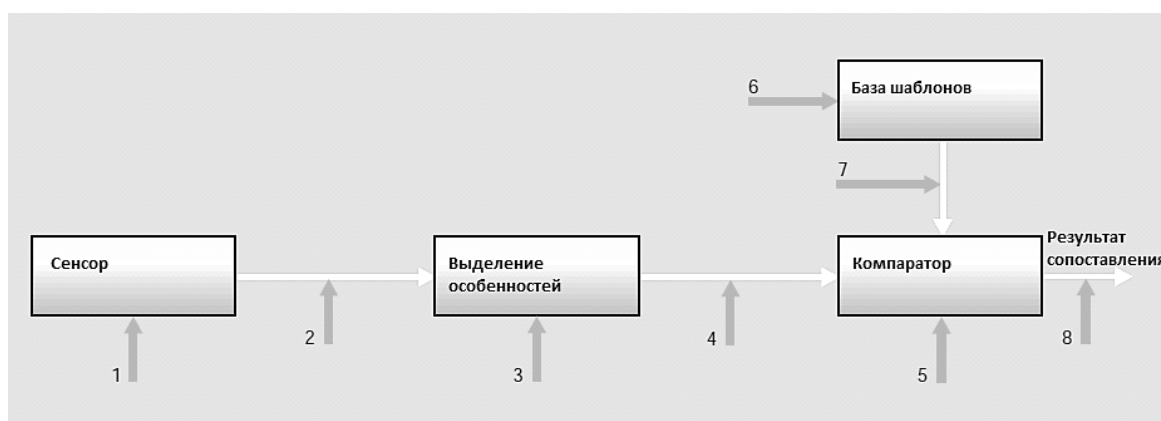 6
База шаблонов
7
Сенсор
Выделение
особенностей
Компаратор
Результат
сопоставления
1
2
3
4
5
8